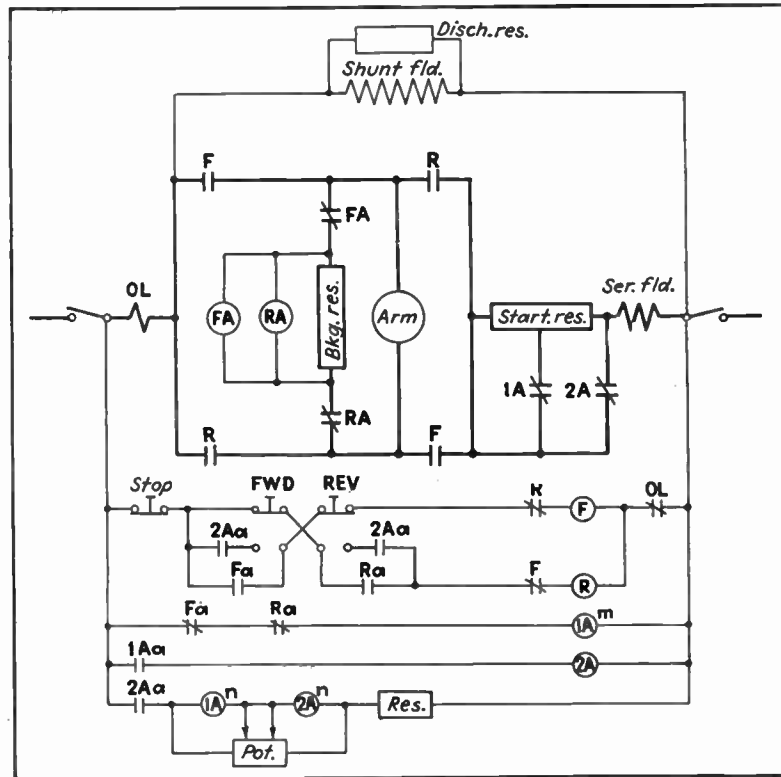 Disch.res.
Shunt fld.
F
R
FA
OL
FA
RA
Bkg. res.
Arm
Ser. fld.
Start. res.
1A
2A
RA
R
F
Stop
FWD
REV
R
F
OL
2Aa
2Aa
Fa
Ra
F
R
Fa
Ra
1A m
1Aa
2A
2Aa
1A n
2A n
Res.
Pot.